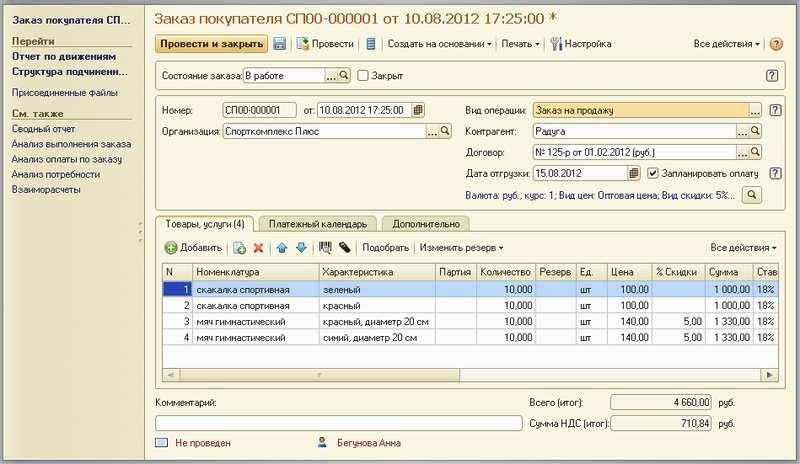 Заказ покупателя СП...
Перейти
Отчет по движениям
Структура подчиненн...
Присоединенные файлы
См. также
Сводный отчет
Анализ выполнения заказа
Анализ оплаты по заказу
Анализ потребности
Взаиморасчеты
Заказ покупателя СП00-000001 от 10.08.2012 17:25:00 *
Провести и закрыть Провести Создать на основании Печать Настройка Все действия ?
Состояние заказа: В работе ... Закрыт ?
Номер: СП00-000001 от: 10.08.2012 17:25:00 Вид операции: Заказ на продажу ... ?
Организация: Спорткомплекс Плюс ... Контрагент: Радуга ...
Договор: № 125-р от 01.02.2012 (руб.) ...
Дата отгрузки: 15.08.2012 Запланировать оплату ?
Валюта: руб., курс: 1; Вид цен: Оптовая цена; Вид скидки: 5%...
Товары, услуги (4) Платежный календарь Дополнительно
Добавить Подобрать Изменить резерв Все действия
N Номенклатура Характеристика Партия Количество Резерв Ед. Цена % Скидки Сумма Став
1 скакалка спортивная зеленый 10,000 шт 100,00 1 000,00 18%
2 скакалка спортивная красный 10,000 шт 100,00 1 000,00 18%
3 мяч гимнастический красный, диаметр 20 см 10,000 шт 140,00 5,00 1 330,00 18%
4 мяч гимнастический синий, диаметр 20 см 10,000 шт 140,00 5,00 1 330,00 18%
Комментарий: Всего (итог): 4 660,00 руб.
Сумма НДС (итог): 710,84 руб.
Не проведен Бегунова Анна